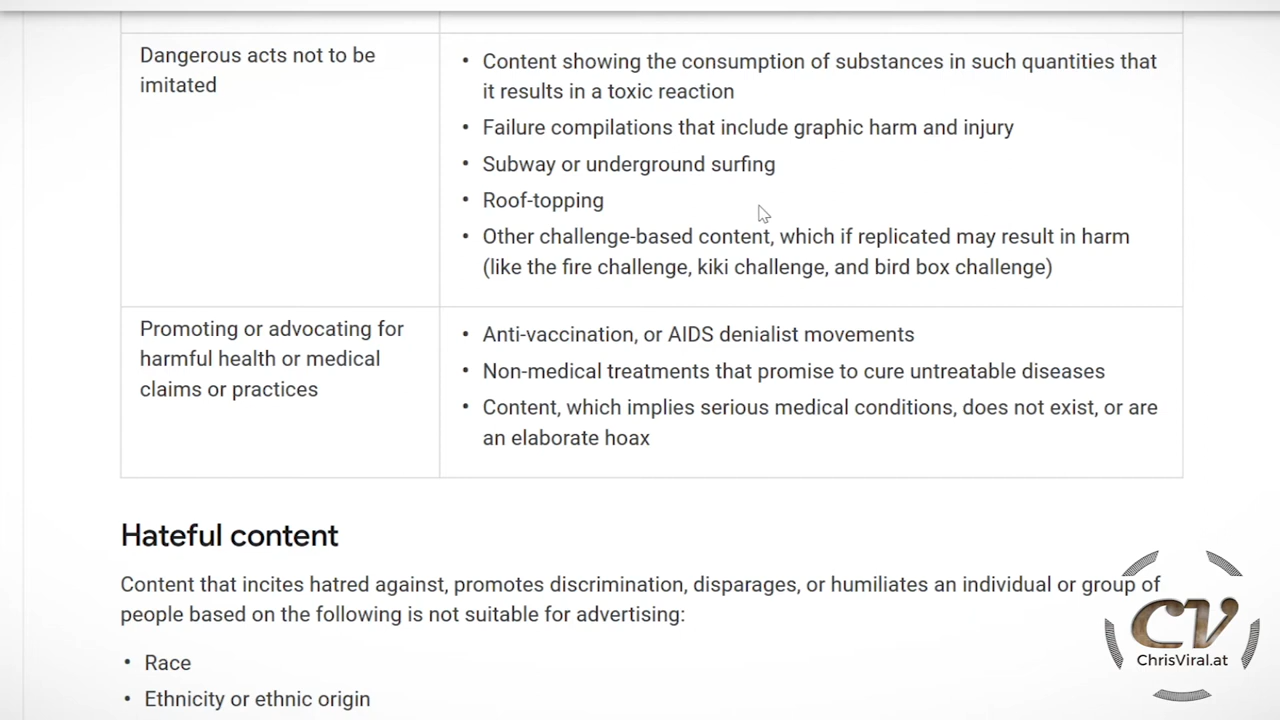 Dangerous acts not to be
imitated
• Content showing the consumption of substances in such quantities that
it results in a toxic reaction
• Failure compilations that include graphic harm and injury
• Subway or underground surfing
• Roof-topping
• Other challenge-based content, which if replicated may result in harm
(like the fire challenge, kiki challenge, and bird box challenge)
Promoting or advocating for
harmful health or medical
claims or practices
• Anti-vaccination, or AIDS denialist movements
• Non-medical treatments that promise to cure untreatable diseases
• Content, which implies serious medical conditions, does not exist, or are
an elaborate hoax
Hateful content
Content that incites hatred against, promotes discrimination, disparages, or humiliates an individual or group of
people based on the following is not suitable for advertising:
• Race
• Ethnicity or ethnic origin
CV
ChrisViral.at